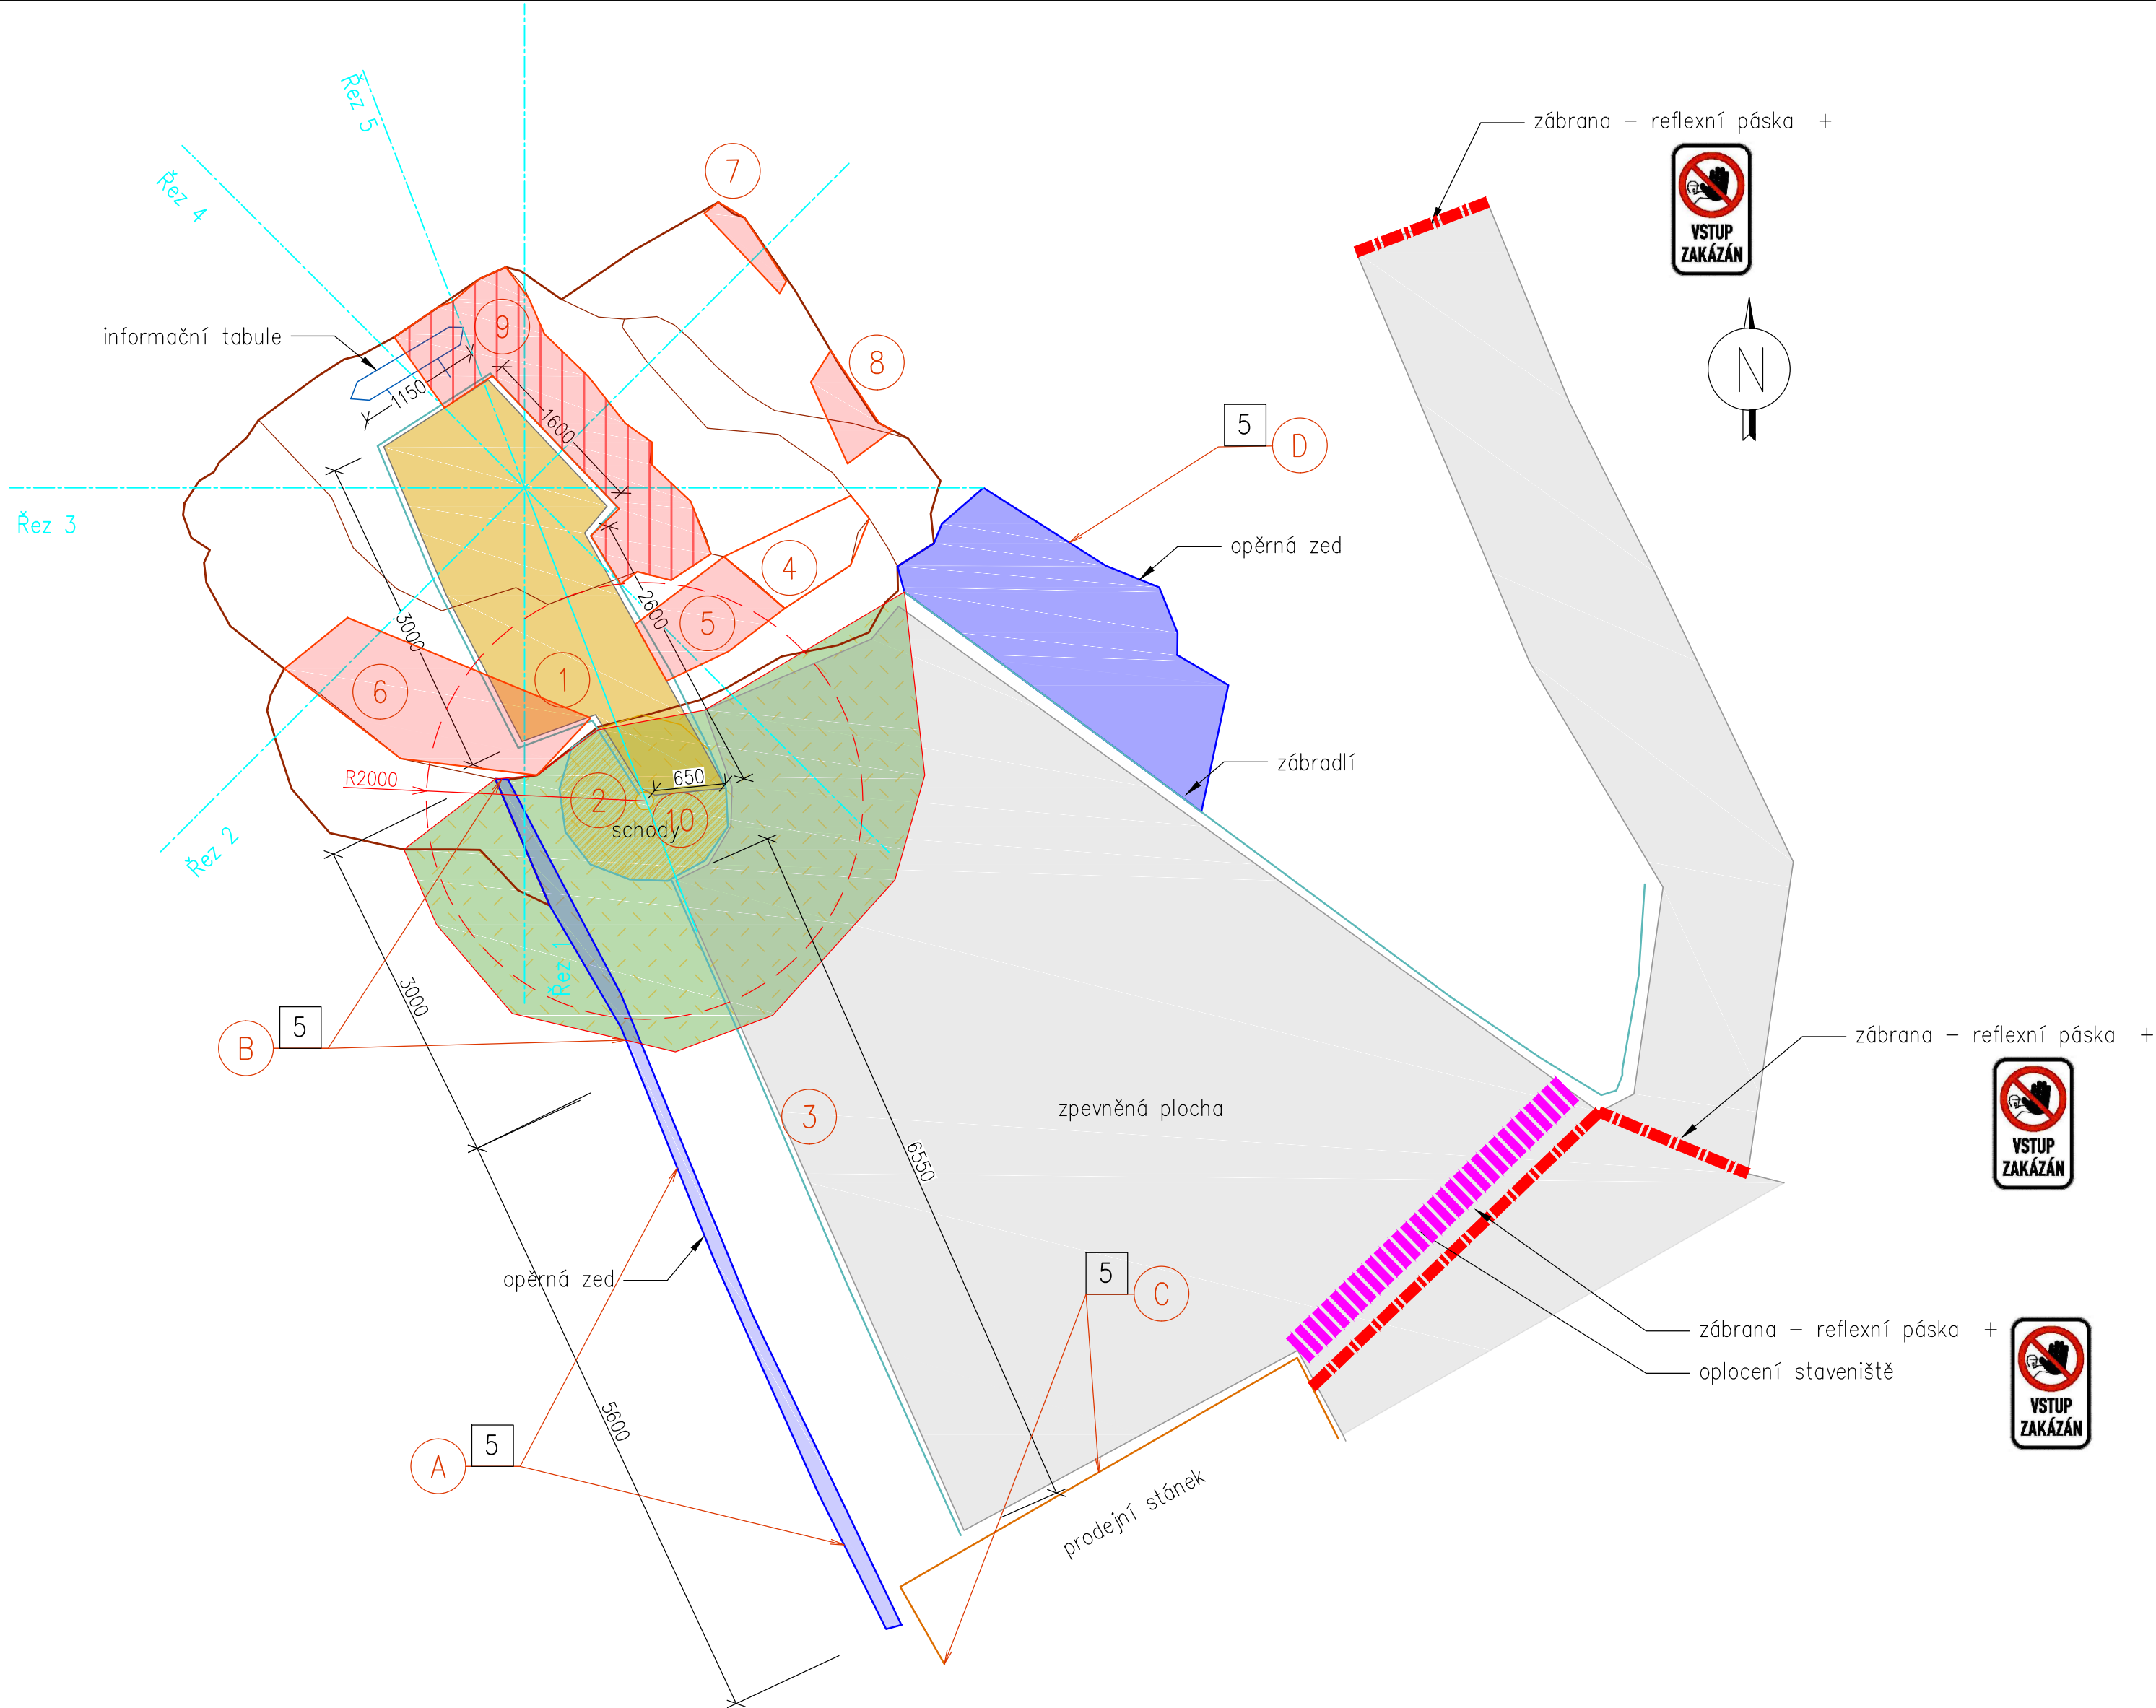 zábrana – reflexní páska +
VSTUP
ZAKÁZÁN
N
Řez 5
Řez 4
7
9
8
informační tabule
1150
1600
5
D
Řez 3
opěrná zed
4
5
2600
3000
1
6
zábradlí
R2000
650
2
10
schody
Řez 2
Řez 1
3000
B
5
zábrana – reflexní páska +
VSTUP
ZAKÁZÁN
zpevněná plocha
3
6550
opěrná zed
5
C
zábrana – reflexní páska +
oplocení staveniště
VSTUP
ZAKÁZÁN
5600
A
5
prodejní stánek